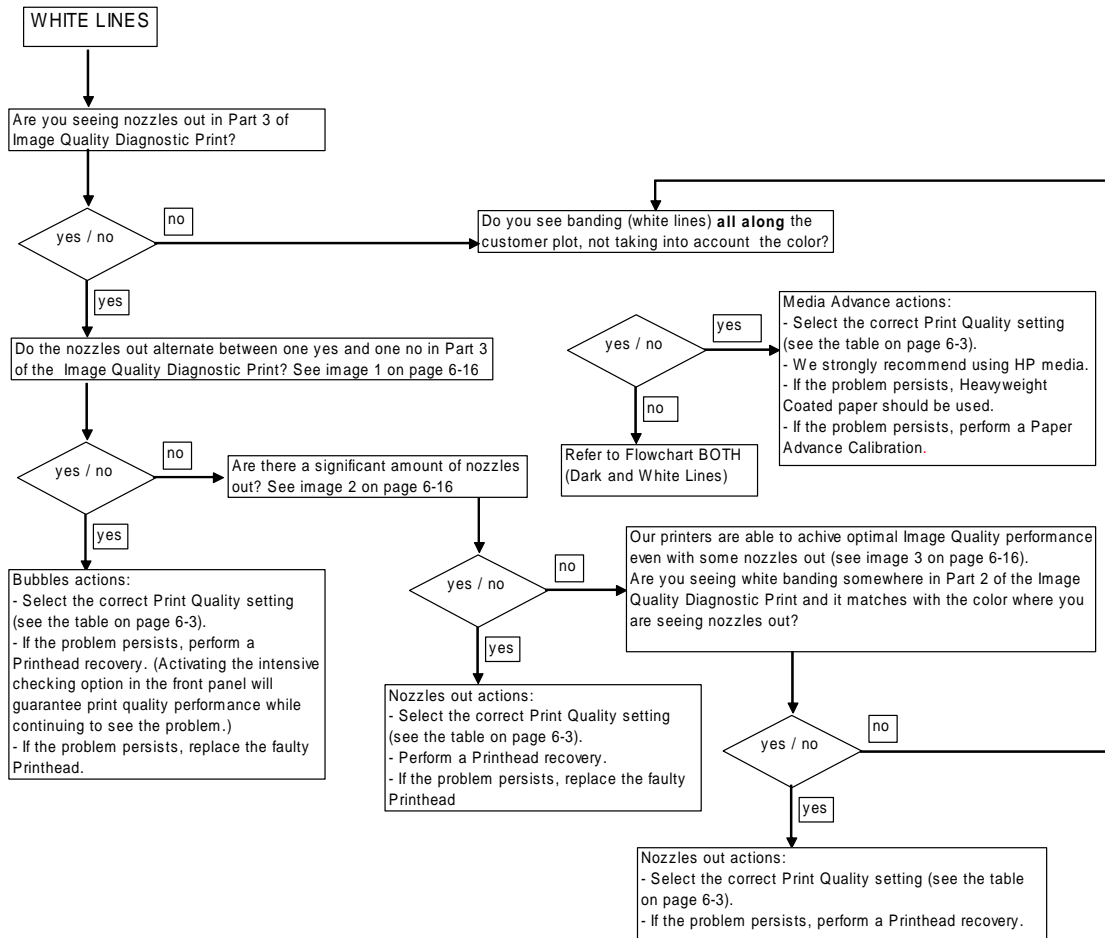 WHITE LINES
Are you seeing nozzles out in Part 3 of
Image Quality Diagnostic Print?
yes / no
no
Do you see banding (white lines) all along the
customer plot, not taking into account the color?
yes
Do the nozzles out alternate between one yes and one no in Part 3
of the Image Quality Diagnostic Print? See image 1 on page 6-16
yes / no
yes
Media Advance actions:
- Select the correct Print Quality setting
(see the table on page 6-3).
- We strongly recommend using HP media.
- If the problem persists, Heavyweight
Coated paper should be used.
- If the problem persists, perform a Paper
Advance Calibration.
no
Refer to Flowchart BOTH
(Dark and White Lines)
yes / no
no
Are there a significant amount of nozzles
out? See image 2 on page 6-16
yes
Bubbles actions:
- Select the correct Print Quality setting
(see the table on page 6-3).
- If the problem persists, perform a
Printhead recovery. (Activating the intensive
checking option in the front panel will
guarantee print quality performance while
continuing to see the problem.)
- If the problem persists, replace the faulty
Printhead.
yes / no
no
Our printers are able to achive optimal Image Quality performance
even with some nozzles out (see image 3 on page 6-16).
Are you seeing white banding somewhere in Part 2 of the Image
Quality Diagnostic Print and it matches with the color where you
are seeing nozzles out?
yes
Nozzles out actions:
- Select the correct Print Quality setting
(see the table on page 6-3).
- Perform a Printhead recovery.
- If the problem persists, replace the faulty
Printhead
yes / no
no
yes
Nozzles out actions:
- Select the correct Print Quality setting (see the table
on page 6-3).
- If the problem persists, perform a Printhead recovery.